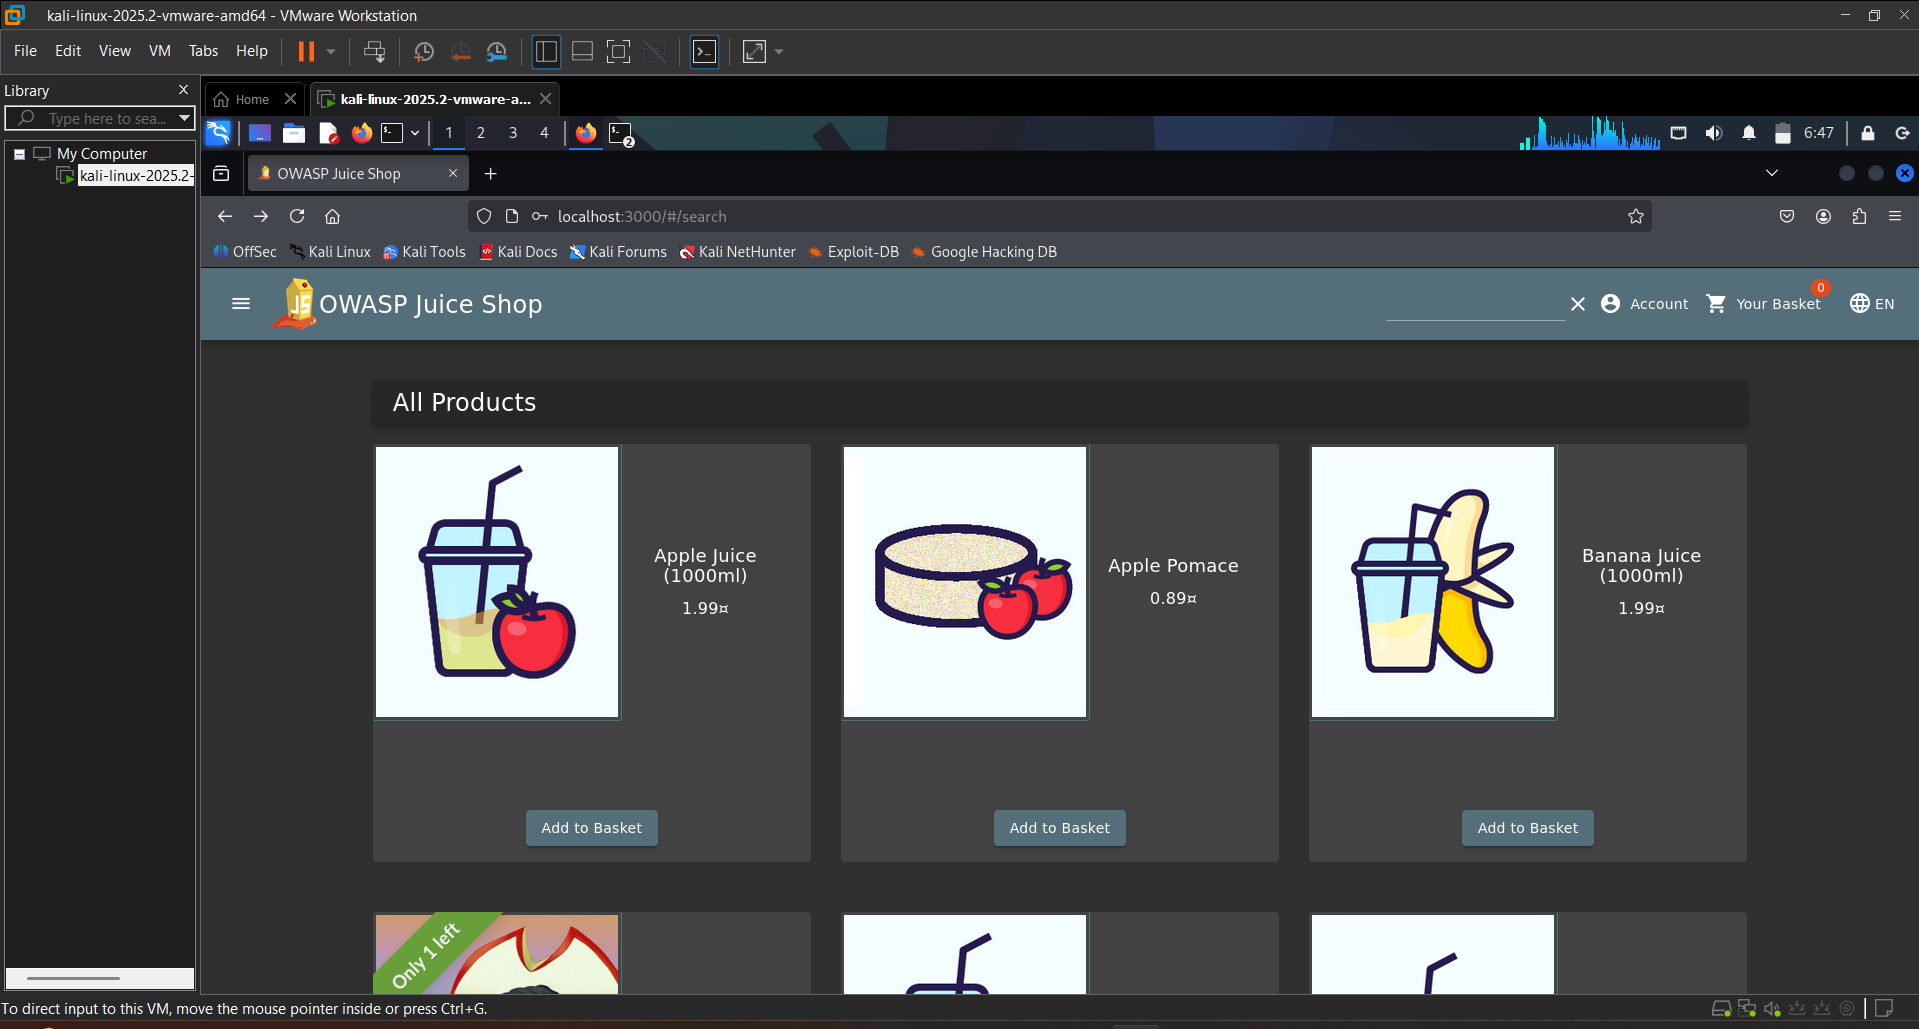 kali-linux-2025.2-vmware-amd64 - VMware Workstation
File Edit View VM Tabs Help
Library
Type here to sea...
My Computer
kali-linux-2025.2-
Home
kali-linux-2025.2-vmware-a...
1 2 3 4
2
6:47
OWASP Juice Shop
localhost:3000/#/search
OffSec Kali Linux Kali Tools Kali Docs Kali Forums Kali NetHunter Exploit-DB Google Hacking DB
JS
OWASP Juice Shop
Account
Your Basket
0
EN
All Products
Apple Juice
(1000ml)
1.99¤
Add to Basket
Apple Pomace
0.89¤
Add to Basket
Banana Juice
(1000ml)
1.99¤
Add to Basket
Only 1 left
To direct input to this VM, move the mouse pointer inside or press Ctrl+G.